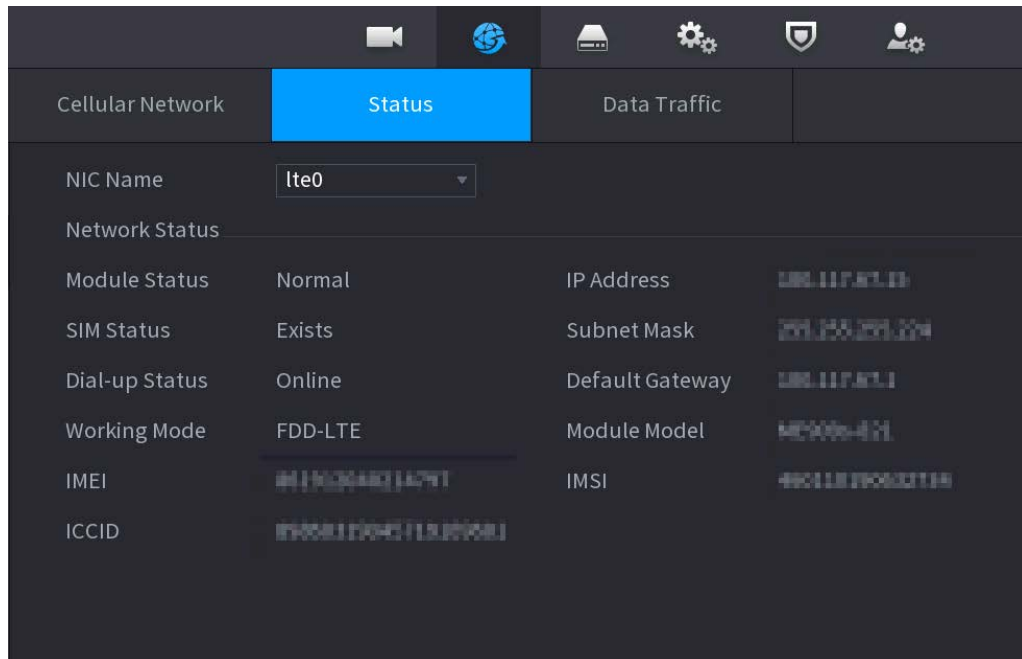 Cellular Network Status Data Traffic
NIC Name lte0
Network Status
Module Status Normal IP Address
SIM Status Exists Subnet Mask
Dial-up Status Online Default Gateway
Working Mode FDD-LTE Module Model
IMEI IMSI
ICCID